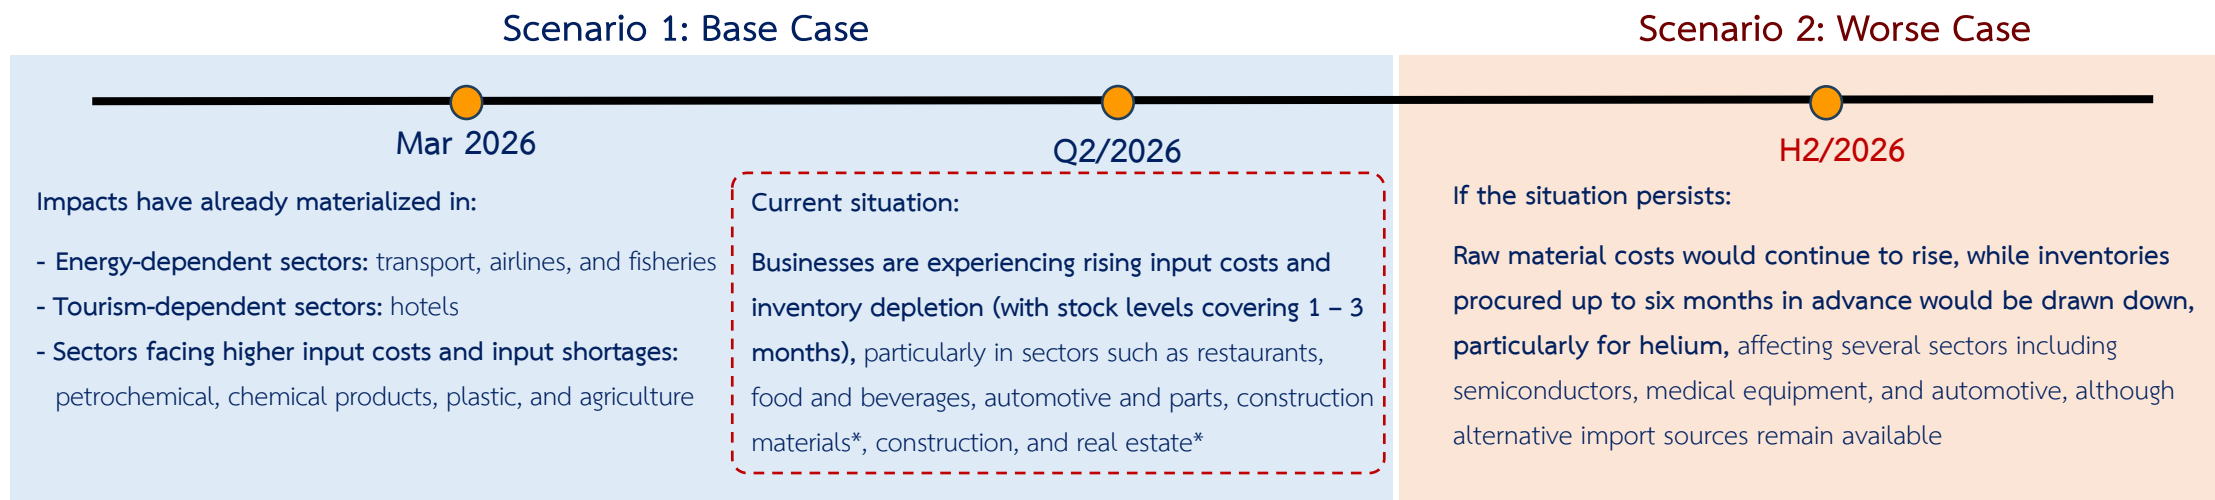 Scenario 1: Base Case
Scenario 2: Worse Case
Mar 2026
Impacts have already materialized in:
- Energy-dependent sectors: transport, airlines, and fisheries
- Tourism-dependent sectors: hotels
- Sectors facing higher input costs and input shortages:
petrochemical, chemical products, plastic, and agriculture
Q2/2026
Current situation:
Businesses are experiencing rising input costs and
inventory depletion (with stock levels covering 1 – 3
months), particularly in sectors such as restaurants,
food and beverages, automotive and parts, construction
materials*, construction, and real estate*
H2/2026
If the situation persists:
Raw material costs would continue to rise, while inventories
procured up to six months in advance would be drawn down,
particularly for helium, affecting several sectors including
semiconductors, medical equipment, and automotive, although
alternative import sources remain available